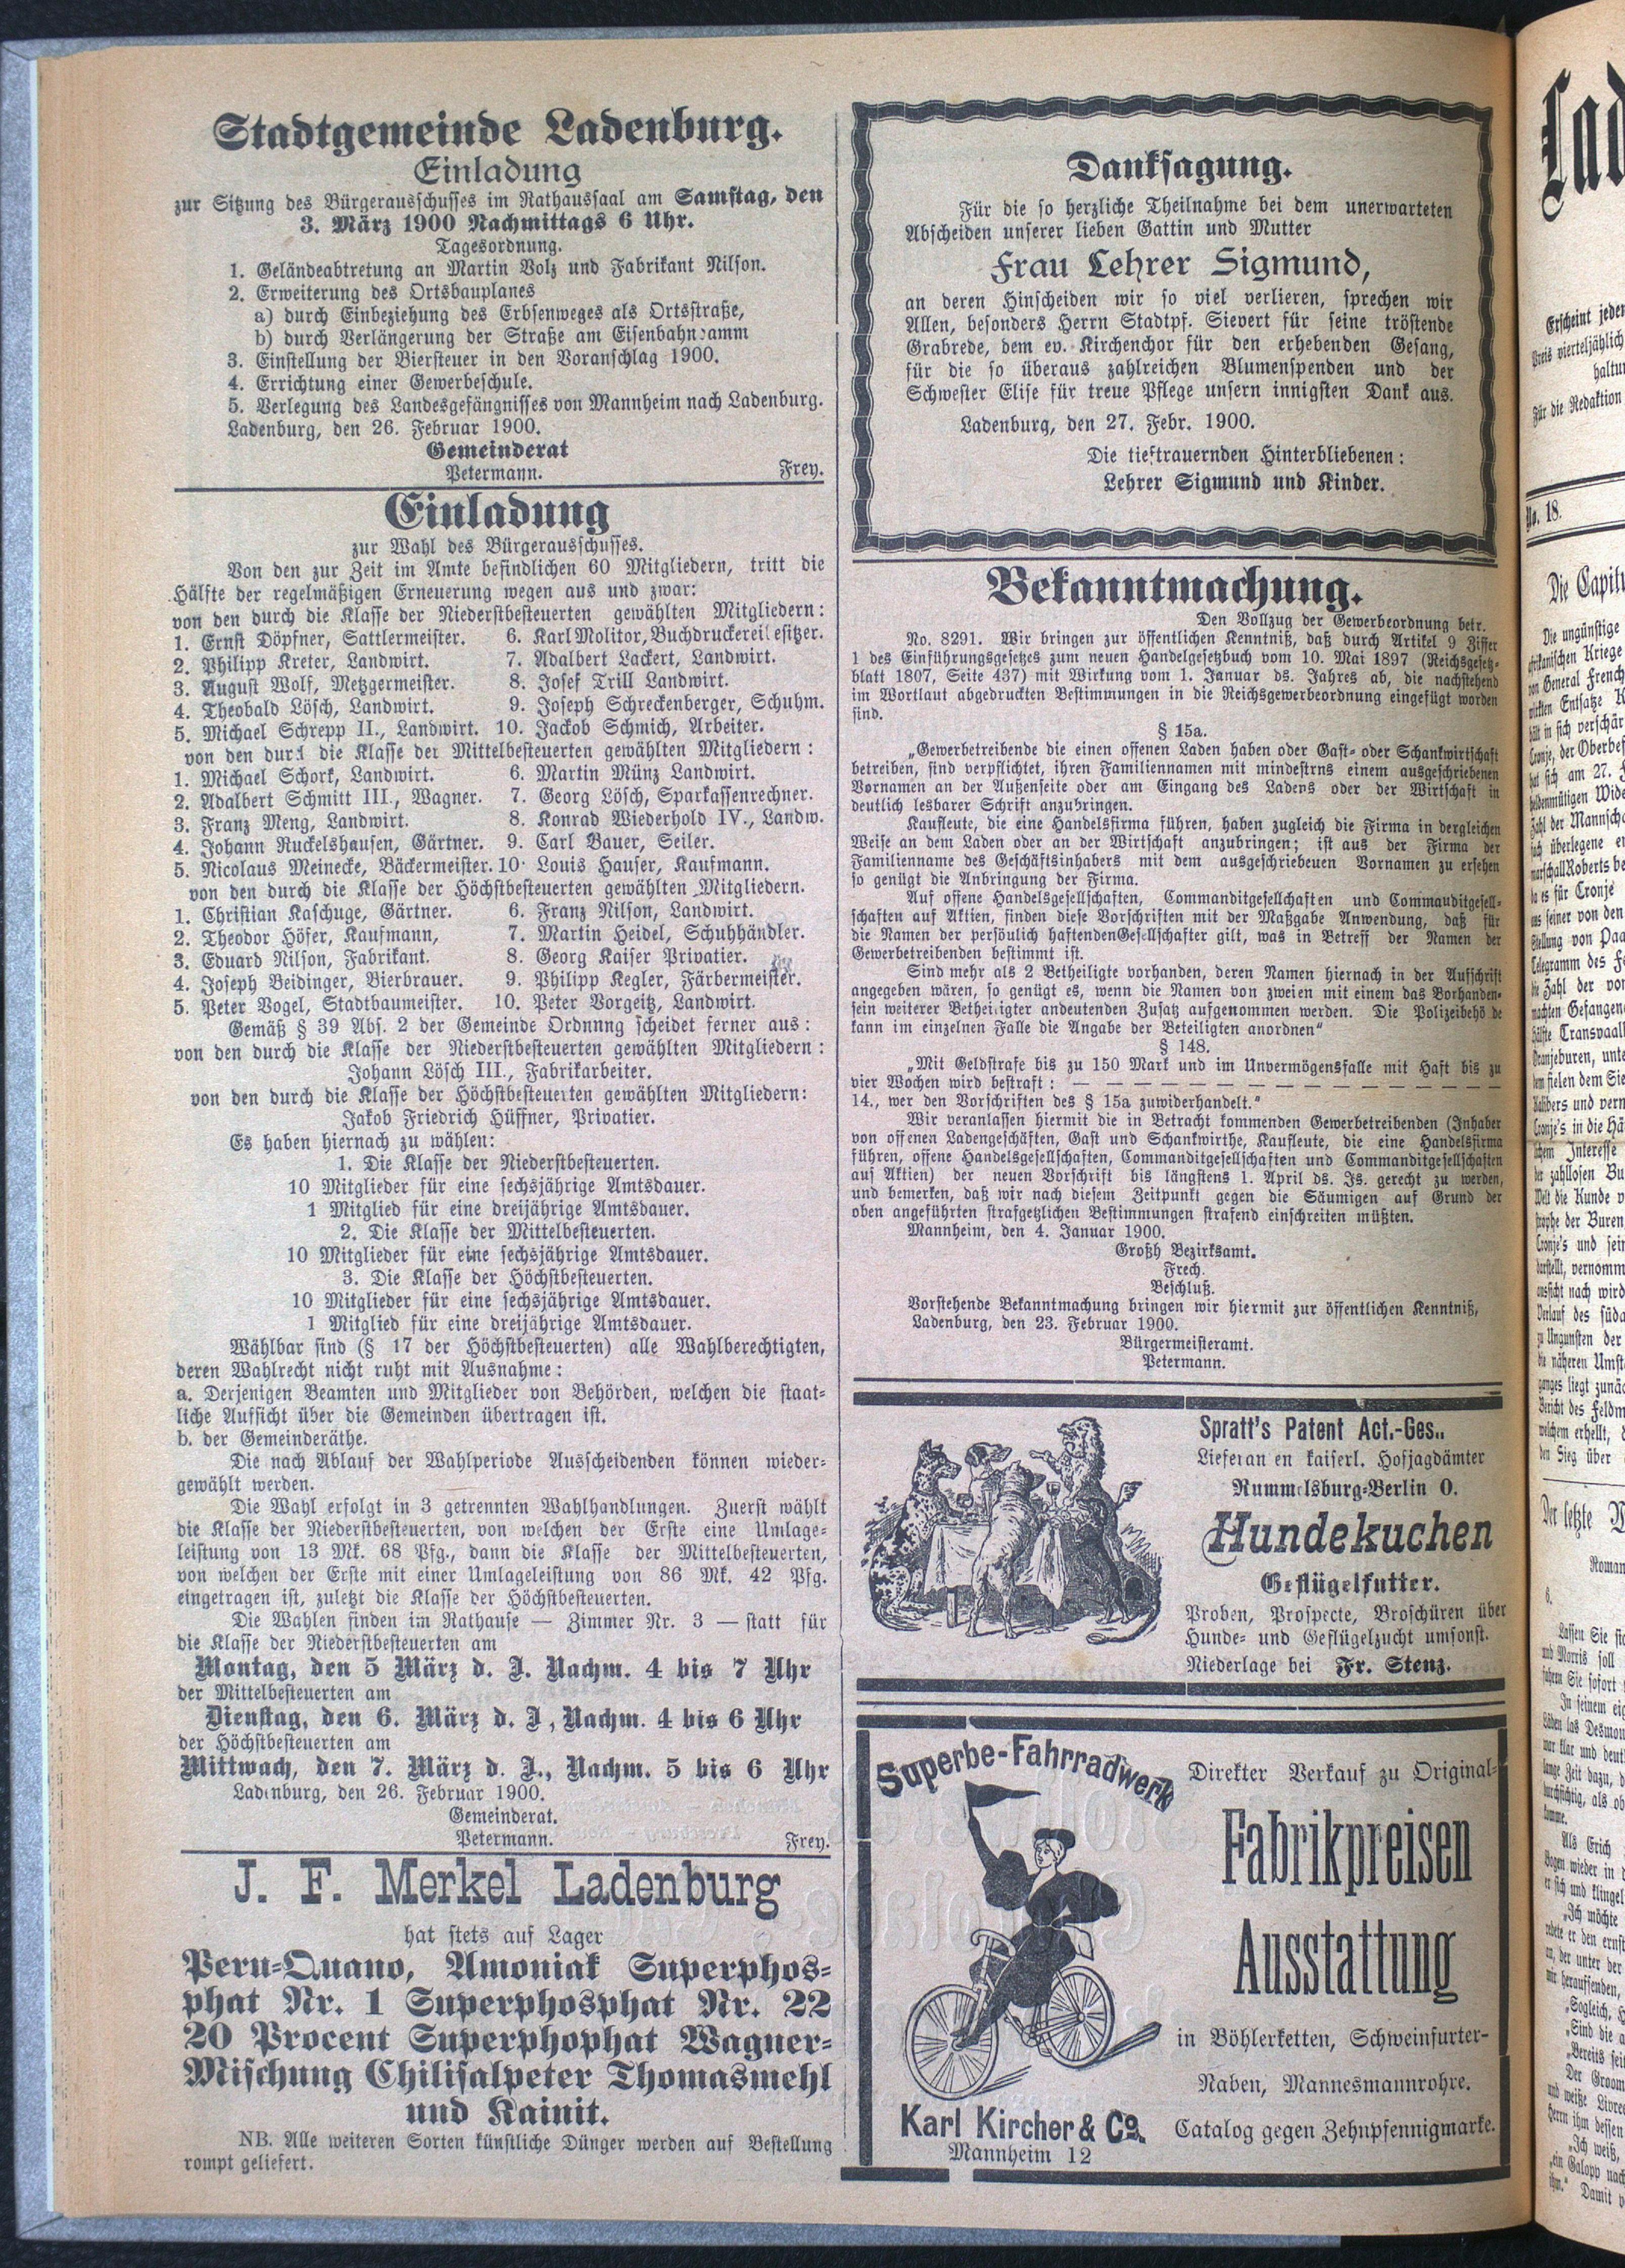 Stadtgemeinde Ladenburg.
Einladung
zur Sitzung des Bürgerausschusses im Rathaussaal am Samstag, den
3. März 1900 Nachmittags 6 Uhr.
Tagesordnung.
1. Geländeabtretung an Martin Volz und Fabrikant Nilson.
2. Erweiterung des Ortsbauplanes
a) durch Einbeziehung des Erbsenweges als Ortsstraße,
b) durch Verlängerung der Straße am Eisenbahndamm
3. Einstellung der Biersteuer in den Voranschlag 1900.
4. Errichtung einer Gewerbeschule.
5. Verlegung des Landesgefängnisses von Mannheim nach Ladenburg.
Ladenburg, den 26. Februar 1900.
Gemeinderat
Petermann. Frey.
Einladung
zur Wahl des Bürgerausschusses.
Von den zur Zeit im Amte befindlichen 60 Mitgliedern, tritt die
Hälfte der regelmäßigen Erneuerung wegen aus und zwar:
von den durch die Klasse der Niederstbesteuerten gewählten Mitgliedern:
1. Ernst Döpfner, Sattlermeister. 6. Karl Molitor, Buchdruckereibesitzer.
2. Philipp Kreter, Landwirt. 7. Adalbert Lackert, Landwirt.
3. August Wolf, Metzgermeister. 8. Josef Trill Landwirt.
4. Theobald Lösch, Landwirt. 9. Joseph Schreckenberger, Schuhm.
5. Michael Schrepp II., Landwirt. 10. Jackob Schmich, Arbeiter.
von den durch die Klasse der Mittelbesteuerten gewählten Mitgliedern:
1. Michael Schork, Landwirt. 6. Martin Münz Landwirt.
2. Adalbert Schmitt III., Wagner. 7. Georg Lösch, Sparkassenrechner.
3. Franz Meng, Landwirt. 8. Konrad Wiederhold IV., Landw.
4. Johann Ruckelshausen, Gärtner. 9. Carl Bauer, Seiler.
5. Nicolaus Meinecke, Bäckermeister. 10. Louis Hauser, Kaufmann.
von den durch die Klasse der Höchstbesteuerten gewählten Mitgliedern.
1. Christian Kaschuge, Gärtner. 6. Franz Nilson, Landwirt.
2. Theodor Höfer, Kaufmann, 7. Martin Heidel, Schuhhändler.
3. Eduard Nilson, Fabrikant. 8. Georg Kaiser Privatier.
4. Joseph Beidinger, Bierbrauer. 9. Philipp Kegler, Färbermeister.
5. Peter Vogel, Stadtbaumeister. 10. Peter Vorgeitz, Landwirt.
Gemäß § 39 Abs. 2 der Gemeinde Ordnnng scheidet ferner aus:
von den durch die Klasse der Niederstbesteuerten gewählten Mitgliedern:
Johann Lösch III., Fabrikarbeiter.
von den durch die Klasse der Höchstbesteuerten gewählten Mitgliedern:
Jakob Friedrich Hüffner, Privatier.
Es haben hiernach zu wählen:
1. Die Klasse der Niederstbesteuerten.
10 Mitglieder für eine sechsjährige Amtsdauer.
1 Mitglied für eine dreijährige Amtsdauer.
2. Die Klasse der Mittelbesteuerten.
10 Mitglieder für eine sechsjährige Amtsdauer.
3. Die Klasse der Höchstbesteuerten.
10 Mitglieder für eine sechsjährige Amtsdauer.
1 Mitglied für eine dreijährige Amtsdauer.
Wählbar sind (§ 17 der Höchstbesteuerten) alle Wahlberechtigten,
deren Wahlrecht nicht ruht mit Ausnahme:
a. Derjenigen Beamten und Mitglieder von Behörden, welchen die staat-
liche Aufsicht über die Gemeinden übertragen ist.
b. der Gemeinderäthe.
Die nach Ablauf der Wahlperiode Ausscheidenden können wieder-
gewählt werden.
Die Wahl erfolgt in 3 getrennten Wahlhandlungen. Zuerst wählt
die Klasse der Niederstbesteuerten, von welchen der Erste eine Umlage-
leistung von 13 Mk. 68 Pfg., dann die Klasse der Mittelbesteuerten,
von welchen der Erste mit einer Umlageleistung von 86 Mk. 42 Pfg.
eingetragen ist, zuletzt die Klasse der Höchstbesteuerten.
Die Wahlen finden im Rathause — Zimmer Nr. 3 — statt für
die Klasse der Niederstbesteuerten am
Montag, den 5 März d. J. Nachm. 4 bis 7 Uhr
der Mittelbesteuerten am
Dienstag, den 6. März d. J, Nachm. 4 bis 6 Uhr
der Höchstbesteuerten am
Mittwach, den 7. März d. J., Nachm. 5 bis 6 Uhr
Ladenburg, den 26. Februar 1900.
Gemeinderat.
Petermann. Frey.
J. F. Merkel Ladenburg
hat stets auf Lager
Peru-Quano, Amoniak Superphos-
phat Nr. 1 Superphosphat Nr. 22
20 Procent Superphophat Wagner-
Mischung Chilisalpeter Thomasmehl
und Kainit.
NB. Alle weiteren Sorten künstliche Dünger werden auf Bestellung
rompt geliefert.
Danksagung.
Für die so herzliche Theilnahme bei dem unerwarteten
Abscheiden unserer lieben Gattin und Mutter
Frau Lehrer Sigmund,
an deren Hinscheiden wir so viel verlieren, sprechen wir
Allen, besonders Herrn Stadtpf. Sievert für seine tröstende
Grabrede, dem ev. Kirchenchor für den erhebenden Gesang,
für die so überaus zahlreichen Blumenspenden und der
Schwester Elise für treue Pflege unsern innigsten Dank aus.
Ladenburg, den 27. Febr. 1900.
Die tieftrauernden Hinterbliebenen:
Lehrer Sigmund und Kinder.
Bekanntmachung.
Den Vollzug der Gewerbeordnung betr.
No. 8291. Wir bringen zur öffentlichen Kenntniß, daß durch Artikel 9 Ziffer
1 des Einführungsgesetzes zum neuen Handelgesetzbuch vom 10. Mai 1897 (Reichsgesetz-
blatt 1807, Seite 437) mit Wirkung vom 1. Januar ds. Jahres ab, die nachstehend
im Wortlaut abgedruckten Bestimmungen in die Reichsgewerbeordnung eingefügt worden
sind.
§ 15a.
„Gewerbetreibende die einen offenen Laden haben oder Gast- oder Schankwirtschaft
betreiben, sind verpflichtet, ihren Familiennamen mit mindestrns einem ausgeschriebenen
Vornamen an der Außenseite oder am Eingang des Ladens oder der Wirtschaft in
deutlich lesbarer Schrift anzubringen.
Kaufleute, die eine Handelsfirma führen, haben zugleich die Firma in dergleichen
Weise an dem Laden oder an der Wirtschaft anzubringen; ist aus der Firma der
Familienname des Geschäftsinhabers mit dem ausgeschriebeuen Vornamen zu ersehen
so genügt die Anbringung der Firma.
Auf offene Handelsgesellschaften, Commanditgesellschaften und Commauditgesell-
schaften auf Aktien, finden diese Vorschriften mit der Maßgabe Anwendung, daß für
die Namen der persöulich haftendenGesellschafter gilt, was in Betreff der Namen der
Gewerbetreibenden bestimmt ist.
Sind mehr als 2 Betheiligte vorhanden, deren Namen hiernach in der Aufschrift
angegeben wären, so genügt es, wenn die Namen von zweien mit einem das Vorhanden-
sein weiterer Betheiligter andeutenden Zusatz aufgenommen werden. Die Polizeibehö de
kann im einzelnen Falle die Angabe der Beteiligten anordnen“
§ 148.
„Mit Geldstrafe bis zu 150 Mark und im Unvermögensfalle mit Haft bis zu
vier Wochen wird bestraft: — — — — — — — — — — — — — —
14., wer den Vorschriften des § 15a zuwiderhandelt.“
Wir veranlassen hiermit die in Betracht kommenden Gewerbetreibenden (Inhaber
von offenen Ladengeschäften, Gast und Schankwirthe, Kaufleute, die eine Handelsfirma
führen, offene Handelsgesellschaften, Commanditgesellschaften und Commanditgesellschaften
aus Aktien) der neuen Vorschrift bis längstens 1. April ds. Js. gerecht zu werden,
und bemerken, daß wir nach diesem Zeitpunkt gegen die Säumigen auf Grund der
oben angeführten strafgetzlichen Bestimmungen strafend einschreiten müßten.
Mannheim, den 4. Januar 1900.
Großh Bezirksamt.
Frech.
Beschluß.
Vorstehende Bekanntmachung bringen wir hiermit zur öffentlichen Kenntniß,
Ladenburg, den 23. Februar 1900.
Bürgermeisteramt.
Petermann.
Spratt's Patent Act.-Ges..
Lieferan en kaiserl. Hofjagdämter
Rummelsburg-Berlin O.
Hundekuchen
Geflügelfutter.
Proben, Prospecte, Broschüren über
Hunde- und Geflügelzucht umsonst.
Niederlage bei Fr. Stenz.
Superbe-Fahrradwerk
Direkter Verkauf zu Original-
Fabrikpreisen
Ausstattung
in Böhlerketten, Schweinfurter-
Naben, Mannesmannrohre.
Catalog gegen Zehnpfennigmarke.
Karl Kircher & Co.
Mannheim 12
Lad
Erscheint jeden
Preis vierteljählich
Für die Redaktion
No. 18.
Die Capitu
Die ungünstige
von General French